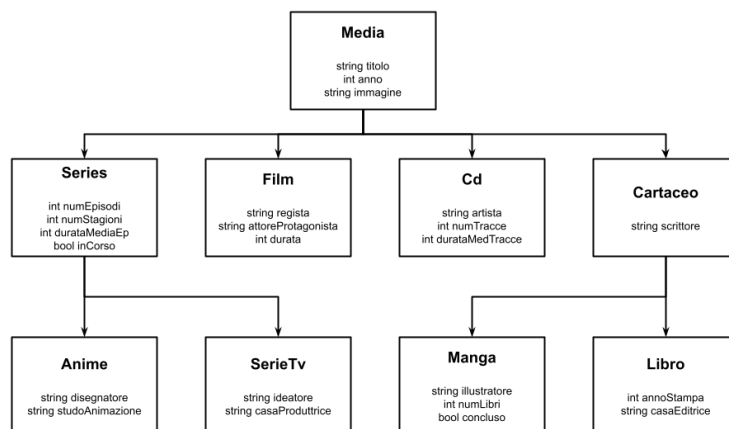 Media
string titolo
int anno
string immagine
Series
int numEpisodi
int numStagioni
int durataMediaEp
bool inCorso
Film
string regista
string attoreProtagonista
int durata
Cd
string artista
int numTracce
int durataMedTracce
Cartaceo
string scrittore
Anime
string disegnatore
string studoAnimazione
SerieTv
string ideatore
string casaProduttrice
Manga
string illustratore
int numLibri
bool concluso
Libro
int annoStampa
string casaEditrice